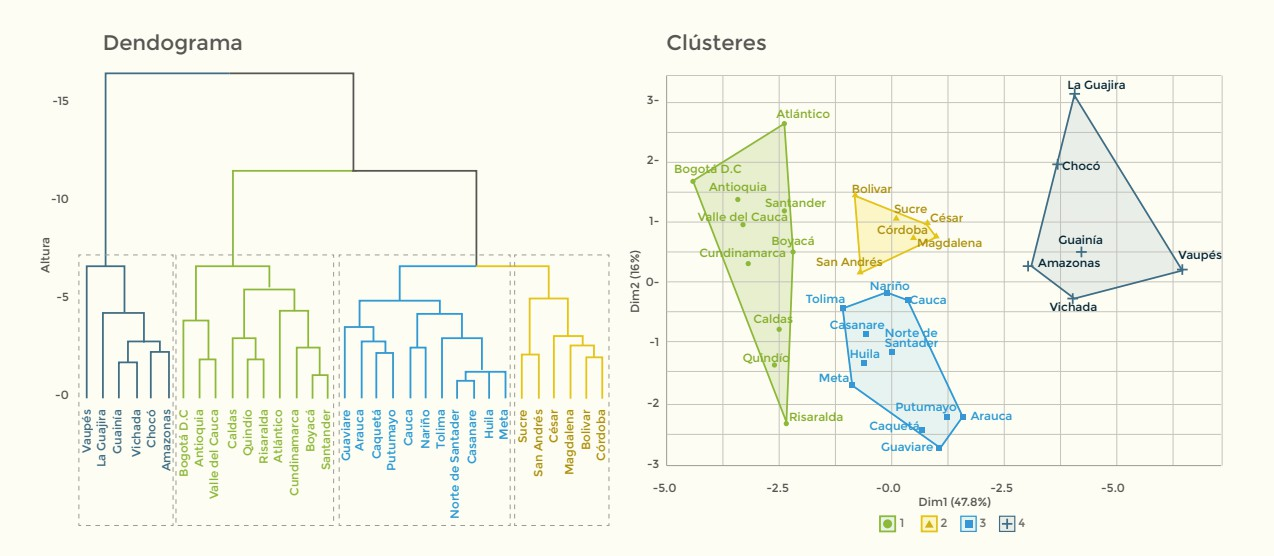 Dendograma
-15
-10
-5
-0
Altura
Vaupés
La Guajira
Guainía
Vichada
Chocó
Amazonas
Bogotá D.C
Antioquia
Valle del Cauca
Caldas
Quindío
Risaralda
Atlántico
Cundinamarca
Boyacá
Santander
Guaviare
Arauca
Caquetá
Putumayo
Cauca
Nariño
Tolima
Norte de Santander
Casanare
Huila
Meta
Sucre
San Andrés
César
Magdalena
Bolivar
Córdoba
Clústeres
3-
2-
1-
0-
-1
-2
-3
Dim2 (16%)
La Guajira
Atlántico
Chocó
Bogotá D.C
Antioquia
Bolivar
Santander
Sucre
Valle del Cauca
César
Córdoba
Boyacá
Magdalena
Guainía
Cundinamarca
Vaupés
San Andrés
Amazonas
Nariño
Tolima
Cauca
Vichada
Caldas
Casanare
Norte de
Santader
Huila
Quindío
Meta
Putumayo
Risaralda
Arauca
Caquetá
Guaviare
-5.0
-2.5
-0.0
-2.5
-5.0
Dim1 (47.8%)
1
2
3
4